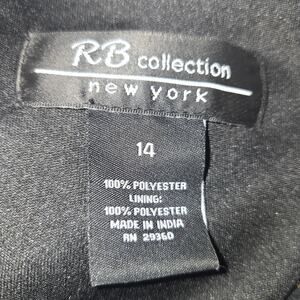 RB collection
new york
14
100% POLYESTER
LINING:
100% POLYESTER
MADE IN INDIA
RN 29360